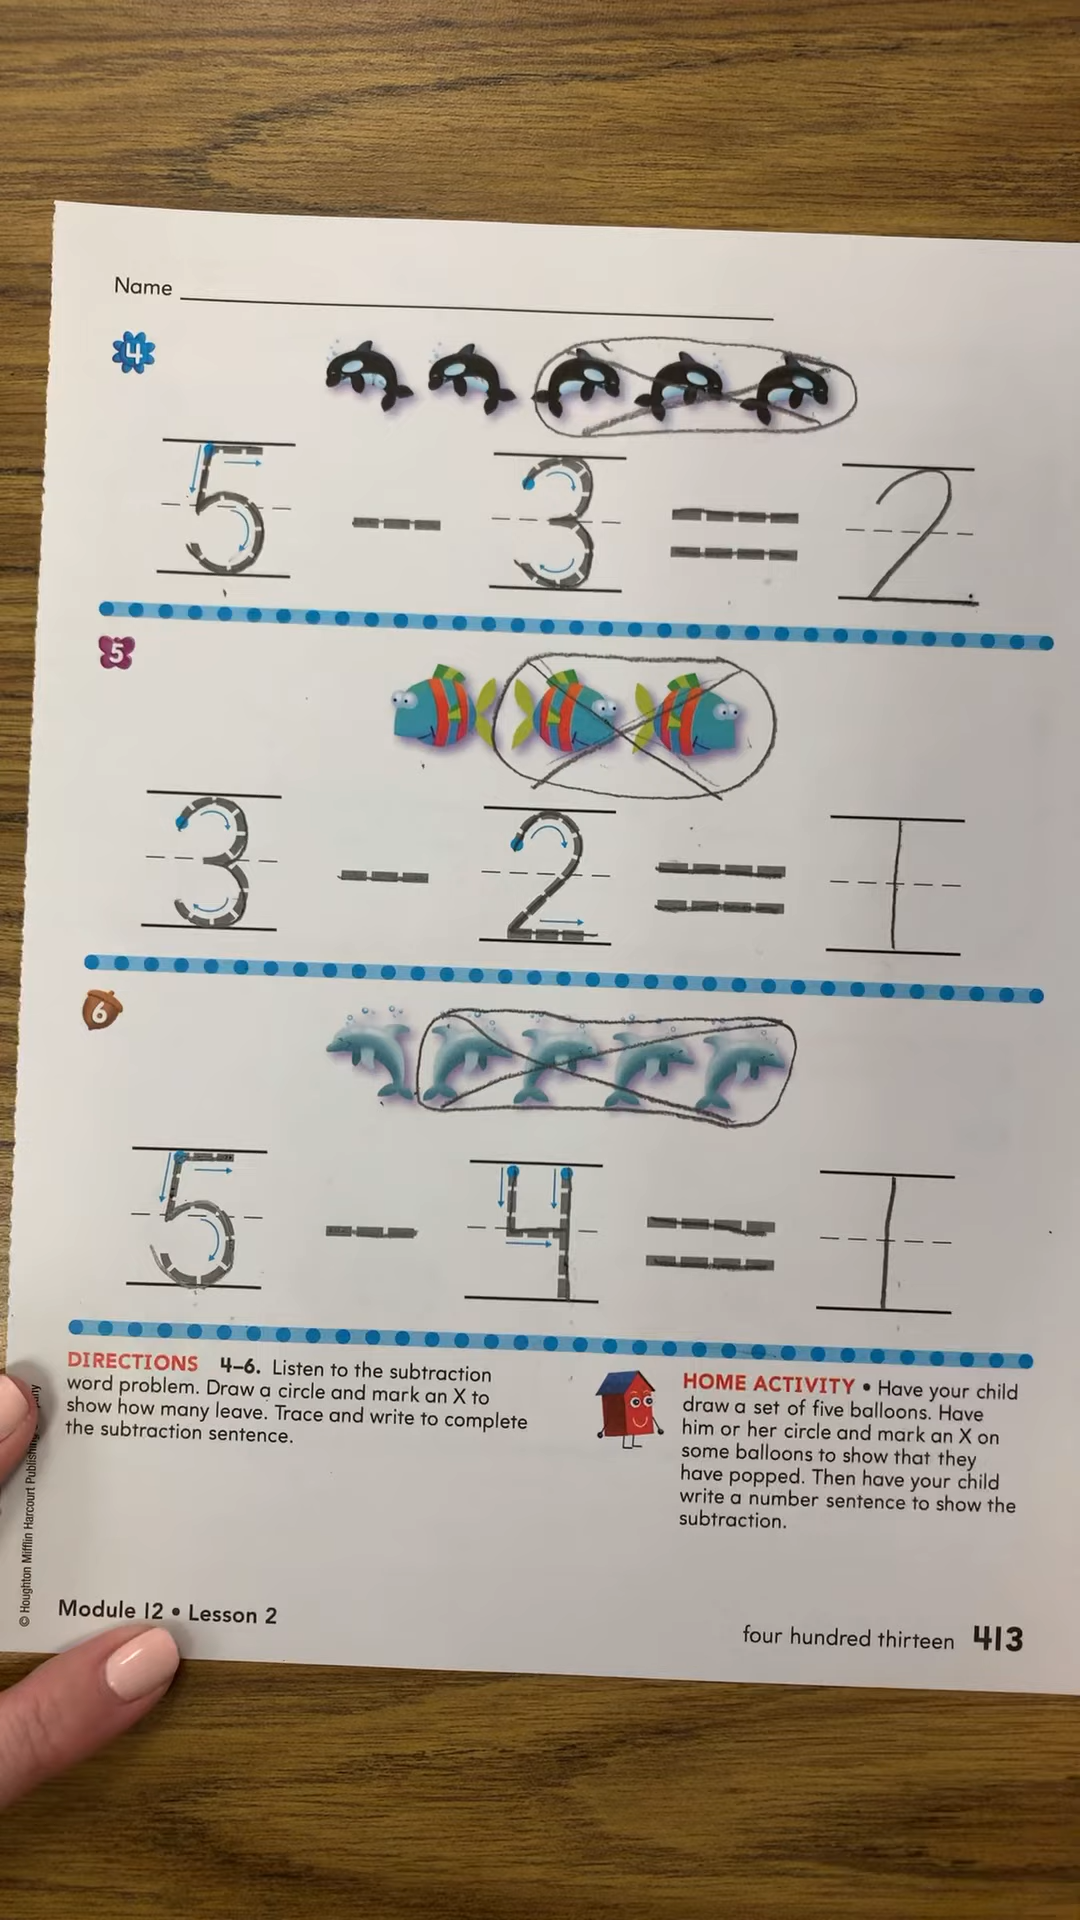 Name
4
5 - 3 = 2
5
3 - 2 = 1
6
5 - 4 = 1
DIRECTIONS 4–6. Listen to the subtraction
word problem. Draw a circle and mark an X to
show how many leave. Trace and write to complete
the subtraction sentence.
HOME ACTIVITY • Have your child
draw a set of five balloons. Have
him or her circle and mark an X on
some balloons to show that they
have popped. Then have your child
write a number sentence to show the
subtraction.
© Houghton Mifflin Harcourt Publishing
Module 12 • Lesson 2
four hundred thirteen 413